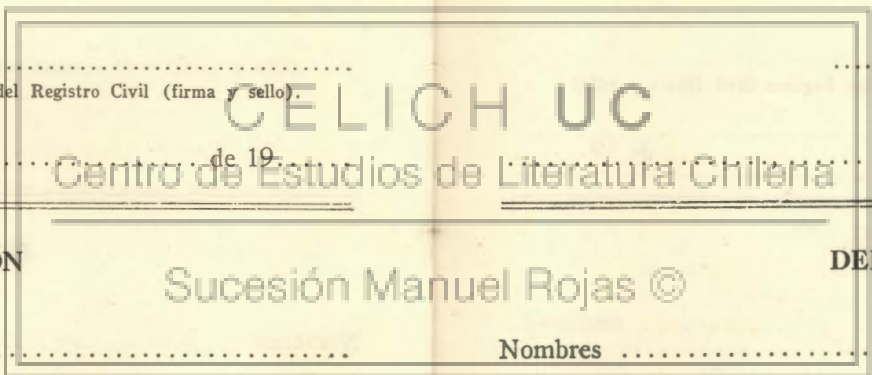 del Registro Civil (firma y sello).
CELICH UC
de 19
Centro de Estudios de Literatura Chilena
ON
DE
Sucesión Manuel Rojas ©
Nombres